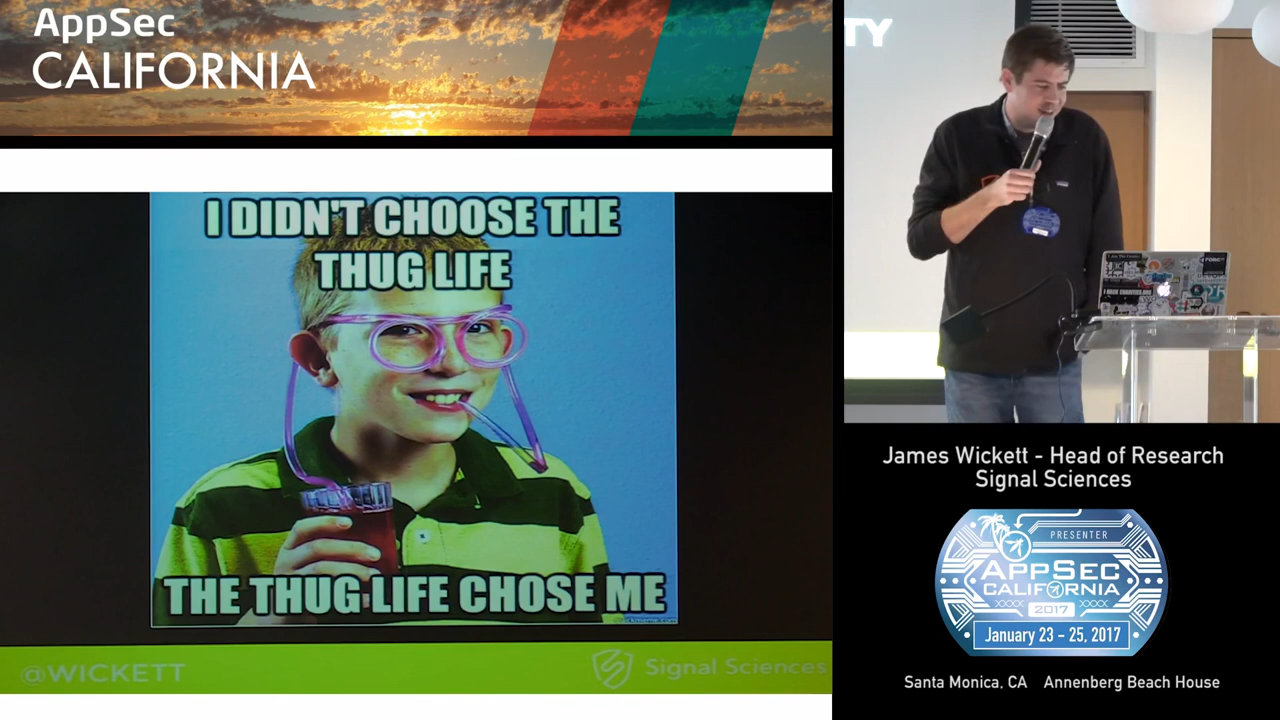 AppSec
CALIFORNIA
TY
I DIDN'T CHOOSE THE
THUG LIFE
THE THUG LIFE CHOSE ME
@WICKETT
Signal Sciences
James Wickett - Head of Research
Signal Sciences
PRESENTER
APPSEC
CALIFORNIA
2017
January 23 - 25, 2017
Santa Monica, CA Annenberg Beach House